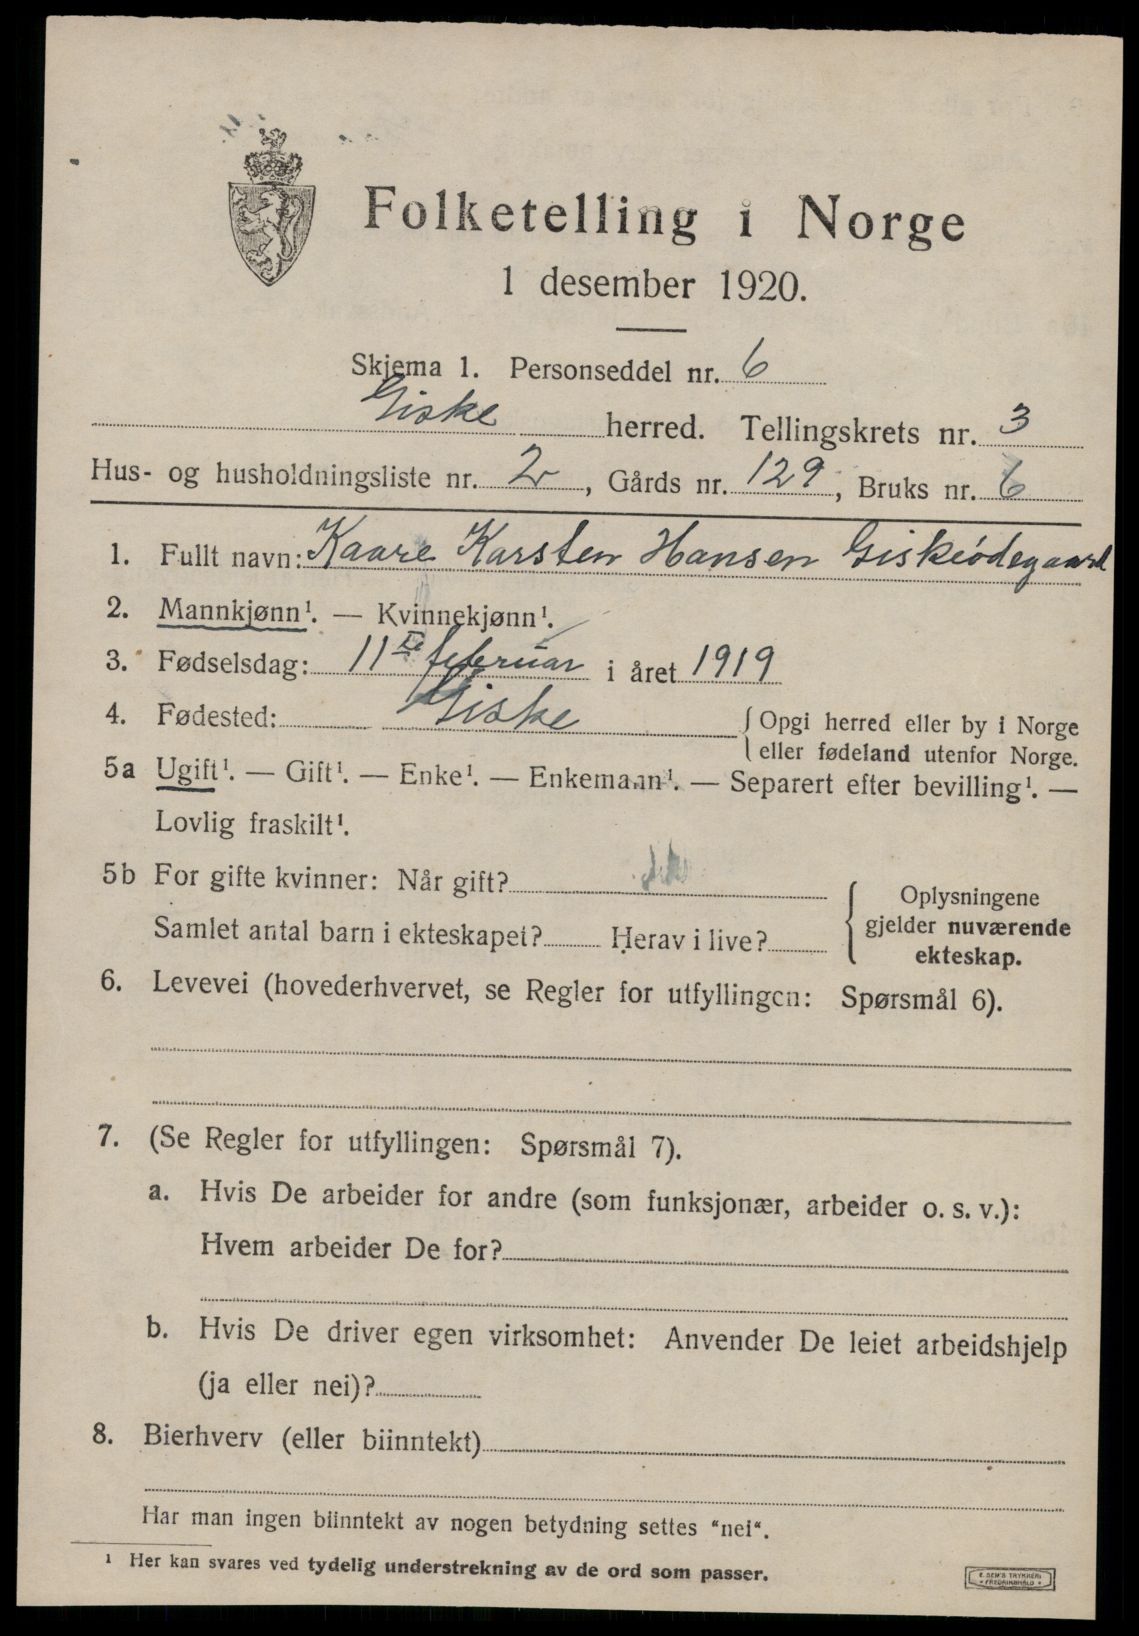 Folketelling i Norge
1 desember 1920.
Skjema 1. Personseddel nr. 6
Giske herred. Tellingskrets nr. 3
Hus- og husholdningsliste nr. 2, Gårds nr. 129, Bruks nr. 6
1. Fullt navn: Kaare Karsten Hansen Giskeødegaard
2. Mannkjønn¹. — Kvinnekjønn¹.
3. Fødselsdag: 11te februar i året 1919
4. Fødested: Giske { Opgi herred eller by i Norge
eller fødeland utenfor Norge.
5a Ugift¹. — Gift¹. — Enke¹. — Enkemann¹. — Separert efter bevilling¹. —
Lovlig fraskilt¹.
5b For gifte kvinner: Når gift?
Samlet antal barn i ekteskapet? Herav i live?
{ Oplysningene
gjelder nuværende
ekteskap.
6. Levevei (hovederhvervet, se Regler for utfyllingen: Spørsmål 6).
7. (Se Regler for utfyllingen: Spørsmål 7).
a. Hvis De arbeider for andre (som funksjonær, arbeider o. s. v.):
Hvem arbeider De for?
b. Hvis De driver egen virksomhet: Anvender De leiet arbeidshjelp
(ja eller nei)?
8. Bierhverv (eller biinntekt)
Har man ingen biinntekt av nogen betydning settes "nei".
¹ Her kan svares ved tydelig understrekning av de ord som passer.
E. SEM'S TRYKKERI
FREDRIKSHALD